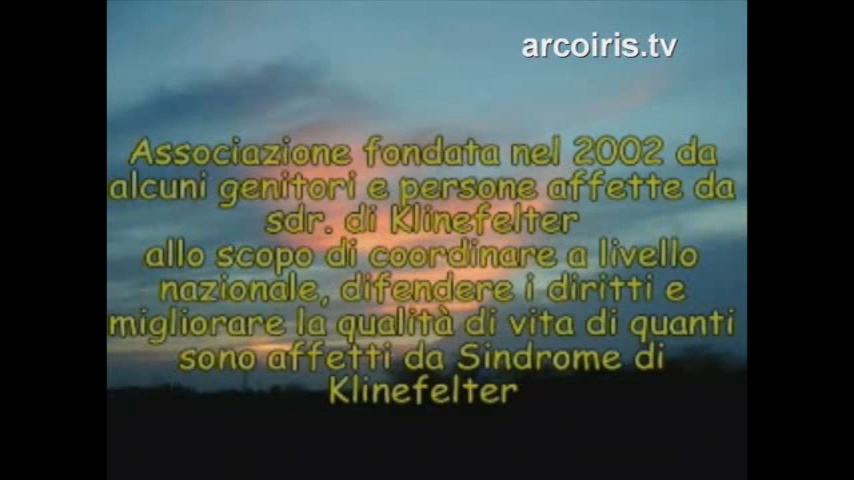 arcoiris.tv
Associazione fondata nel 2002 da
alcuni genitori e persone affette da
sdr. di Klinefelter
allo scopo di coordinare a livello
nazionale, difendere i diritti e
migliorare la qualità di vita di quanti
sono affetti da Sindrome di
Klinefelter